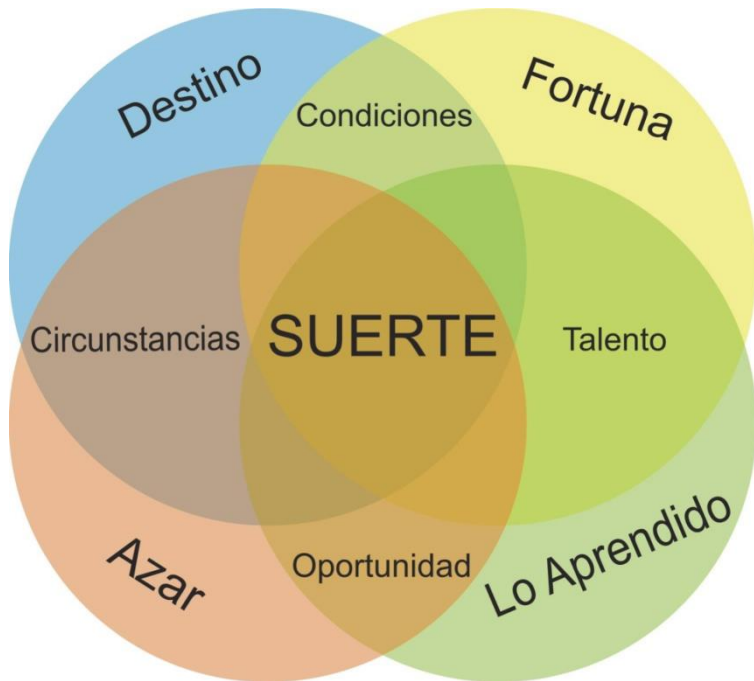 Destino
Fortuna
Condiciones
Circunstancias
SUERTE
Talento
Azar
Oportunidad
Lo Aprendido